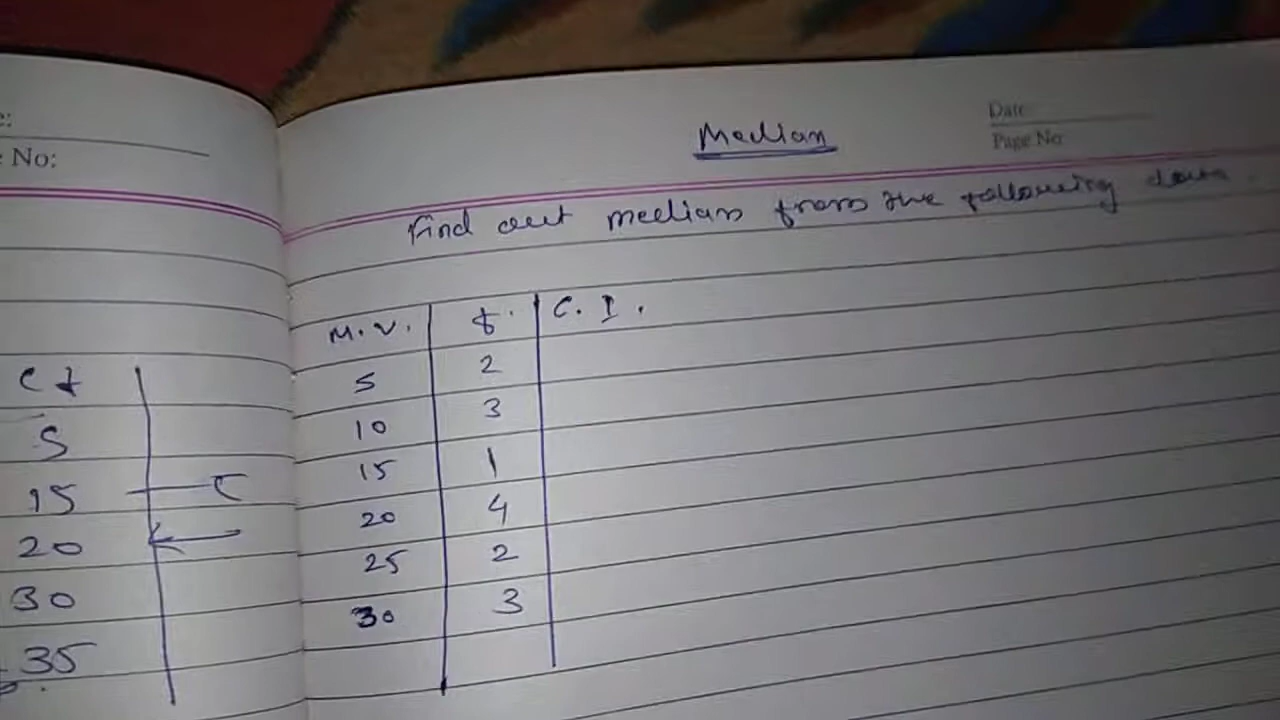 e:
e No:
cf
5
15
20
30
35
Median
Date
Page No
Find out median from the following data.
M.V. f. C.I.
5 2
10 3
15 1
20 4
25 2
30 3